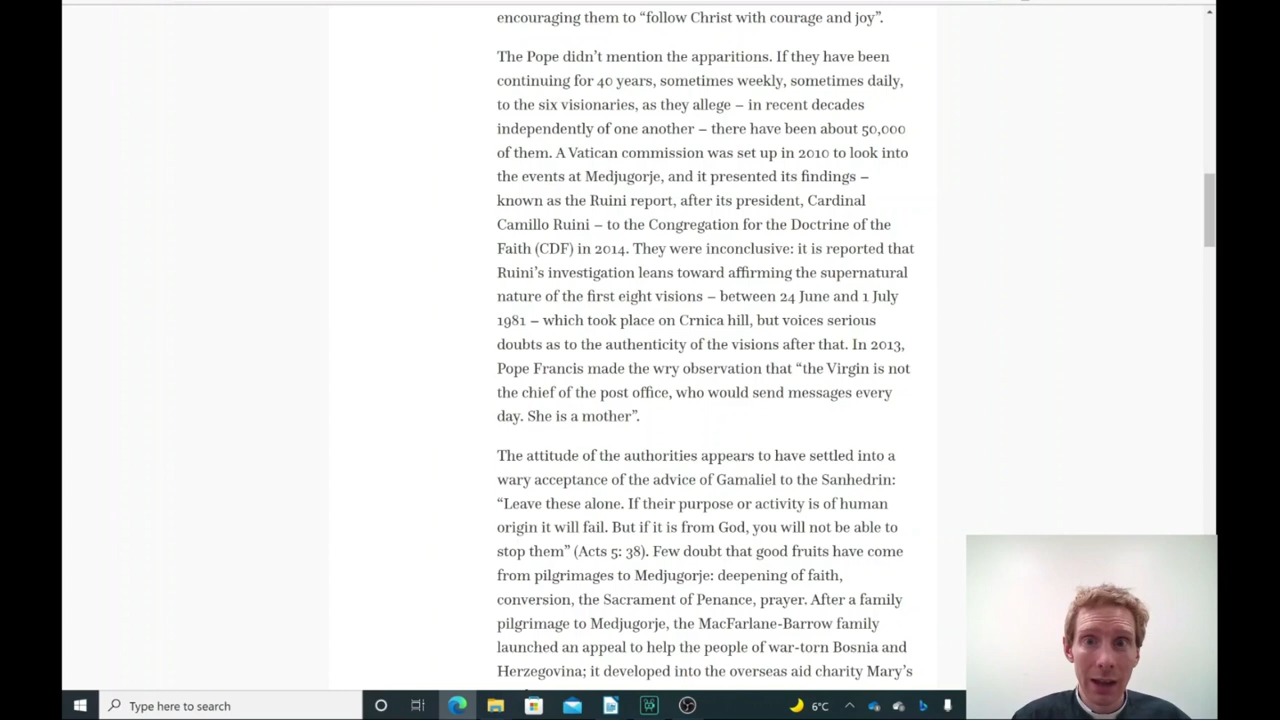 encouraging them to “follow Christ with courage and joy”.
The Pope didn’t mention the apparitions. If they have been
continuing for 40 years, sometimes weekly, sometimes daily,
to the six visionaries, as they allege – in recent decades
independently of one another – there have been about 50,000
of them. A Vatican commission was set up in 2010 to look into
the events at Medjugorje, and it presented its findings –
known as the Ruini report, after its president, Cardinal
Camillo Ruini – to the Congregation for the Doctrine of the
Faith (CDF) in 2014. They were inconclusive: it is reported that
Ruini’s investigation leans toward affirming the supernatural
nature of the first eight visions – between 24 June and 1 July
1981 – which took place on Crnica hill, but voices serious
doubts as to the authenticity of the visions after that. In 2013,
Pope Francis made the wry observation that “the Virgin is not
the chief of the post office, who would send messages every
day. She is a mother”.
The attitude of the authorities appears to have settled into a
wary acceptance of the advice of Gamaliel to the Sanhedrin:
“Leave these alone. If their purpose or activity is of human
origin it will fail. But if it is from God, you will not be able to
stop them” (Acts 5: 38). Few doubt that good fruits have come
from pilgrimages to Medjugorje: deepening of faith,
conversion, the Sacrament of Penance, prayer. After a family
pilgrimage to Medjugorje, the MacFarlane-Barrow family
launched an appeal to help the people of war-torn Bosnia and
Herzegovina; it developed into the overseas aid charity Mary’s
Type here to search
6°C